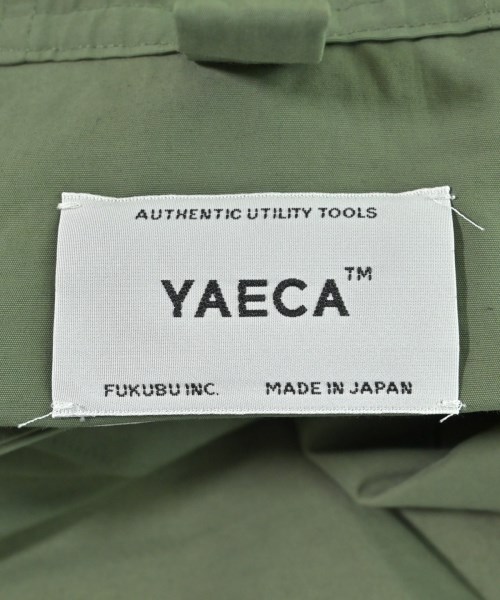 AUTHENTIC UTILITY TOOLS
YAECA™
FUKUBU INC. MADE IN JAPAN